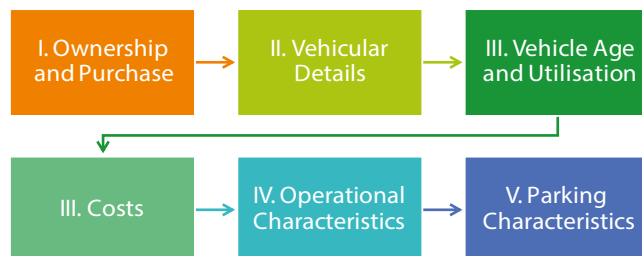 I. Ownership
and Purchase
II. Vehicular
Details
III. Vehicle Age
and Utilisation
III. Costs
IV. Operational
Characteristics
V. Parking
Characteristics